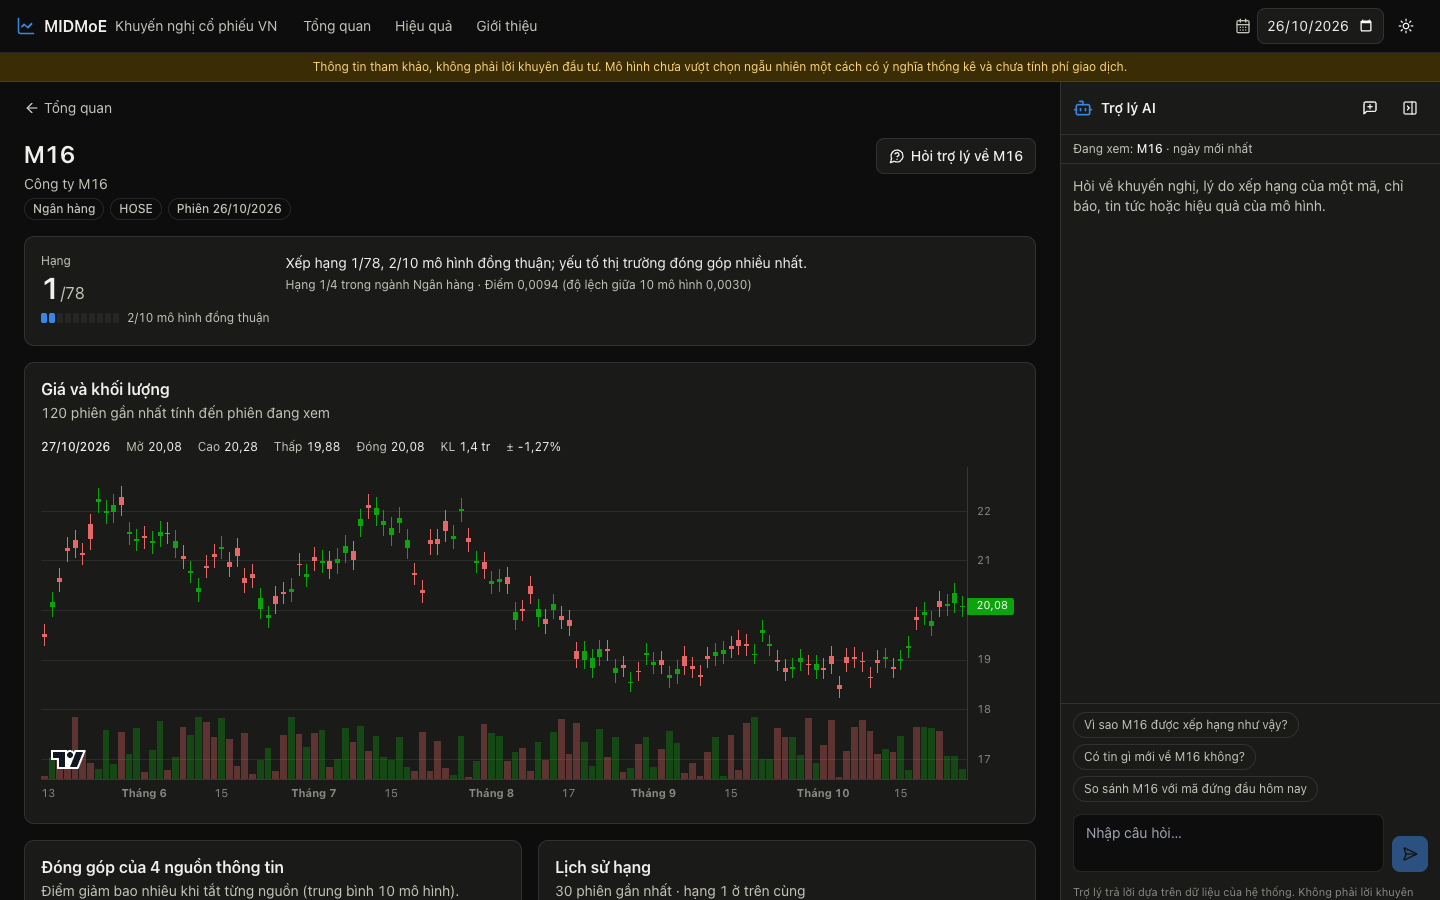 MIDMoE Khuyến nghị cổ phiếu VN Tổng quan Hiệu quả Giới thiệu 26/10/2026
Thông tin tham khảo, không phải lời khuyên đầu tư. Mô hình chưa vượt chọn ngẫu nhiên một cách có ý nghĩa thống kê và chưa tính phí giao dịch.
← Tổng quan
M16
Hỏi trợ lý về M16
Công ty M16
Ngân hàng HOSE Phiên 26/10/2026
Hạng
1/78
2/10 mô hình đồng thuận
Xếp hạng 1/78, 2/10 mô hình đồng thuận; yếu tố thị trường đóng góp nhiều nhất.
Hạng 1/4 trong ngành Ngân hàng · Điểm 0,0094 (độ lệch giữa 10 mô hình 0,0030)
Giá và khối lượng
120 phiên gần nhất tính đến phiên đang xem
27/10/2026 Mở 20,08 Cao 20,28 Thấp 19,88 Đóng 20,08 KL 1,4 tr ± -1,27%
22
21
20,08
19
18
17
13 Tháng 6 15 Tháng 7 15 Tháng 8 17 Tháng 9 15 Tháng 10 15
Đóng góp của 4 nguồn thông tin
Điểm giảm bao nhiêu khi tắt từng nguồn (trung bình 10 mô hình).
Lịch sử hạng
30 phiên gần nhất · hạng 1 ở trên cùng
Trợ lý AI
Đang xem: M16 · ngày mới nhất
Hỏi về khuyến nghị, lý do xếp hạng của một mã, chỉ
báo, tin tức hoặc hiệu quả của mô hình.
Vì sao M16 được xếp hạng như vậy?
Có tin gì mới về M16 không?
So sánh M16 với mã đứng đầu hôm nay
Nhập câu hỏi...
Trợ lý trả lời dựa trên dữ liệu của hệ thống. Không phải lời khuyên